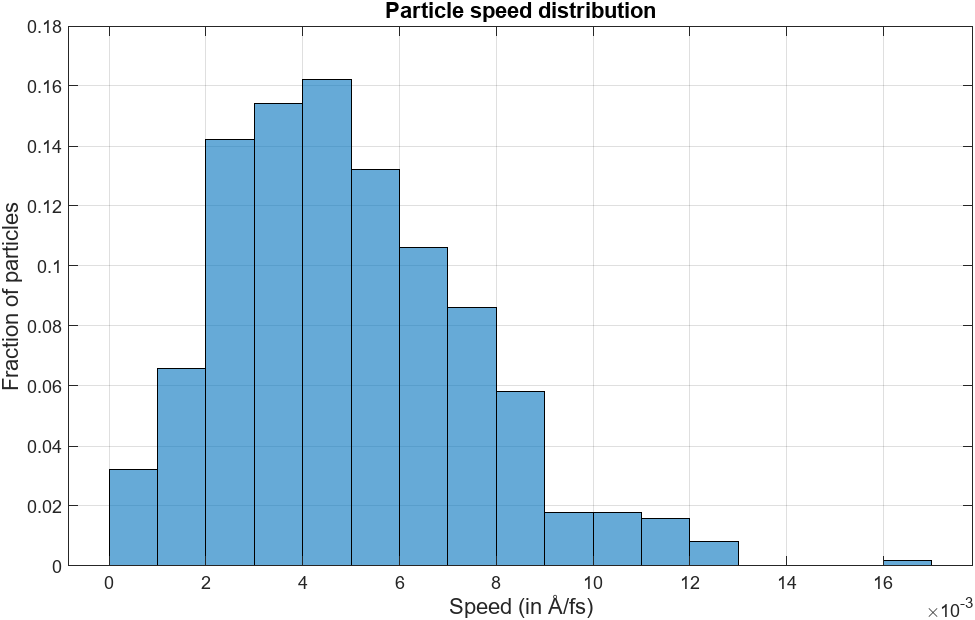 Particle speed distribution
Fraction of particles
0.18
0.16
0.14
0.12
0.1
0.08
0.06
0.04
0.02
0
0 2 4 6 8 10 12 14 16
Speed (in Å/fs)
×10⁻³